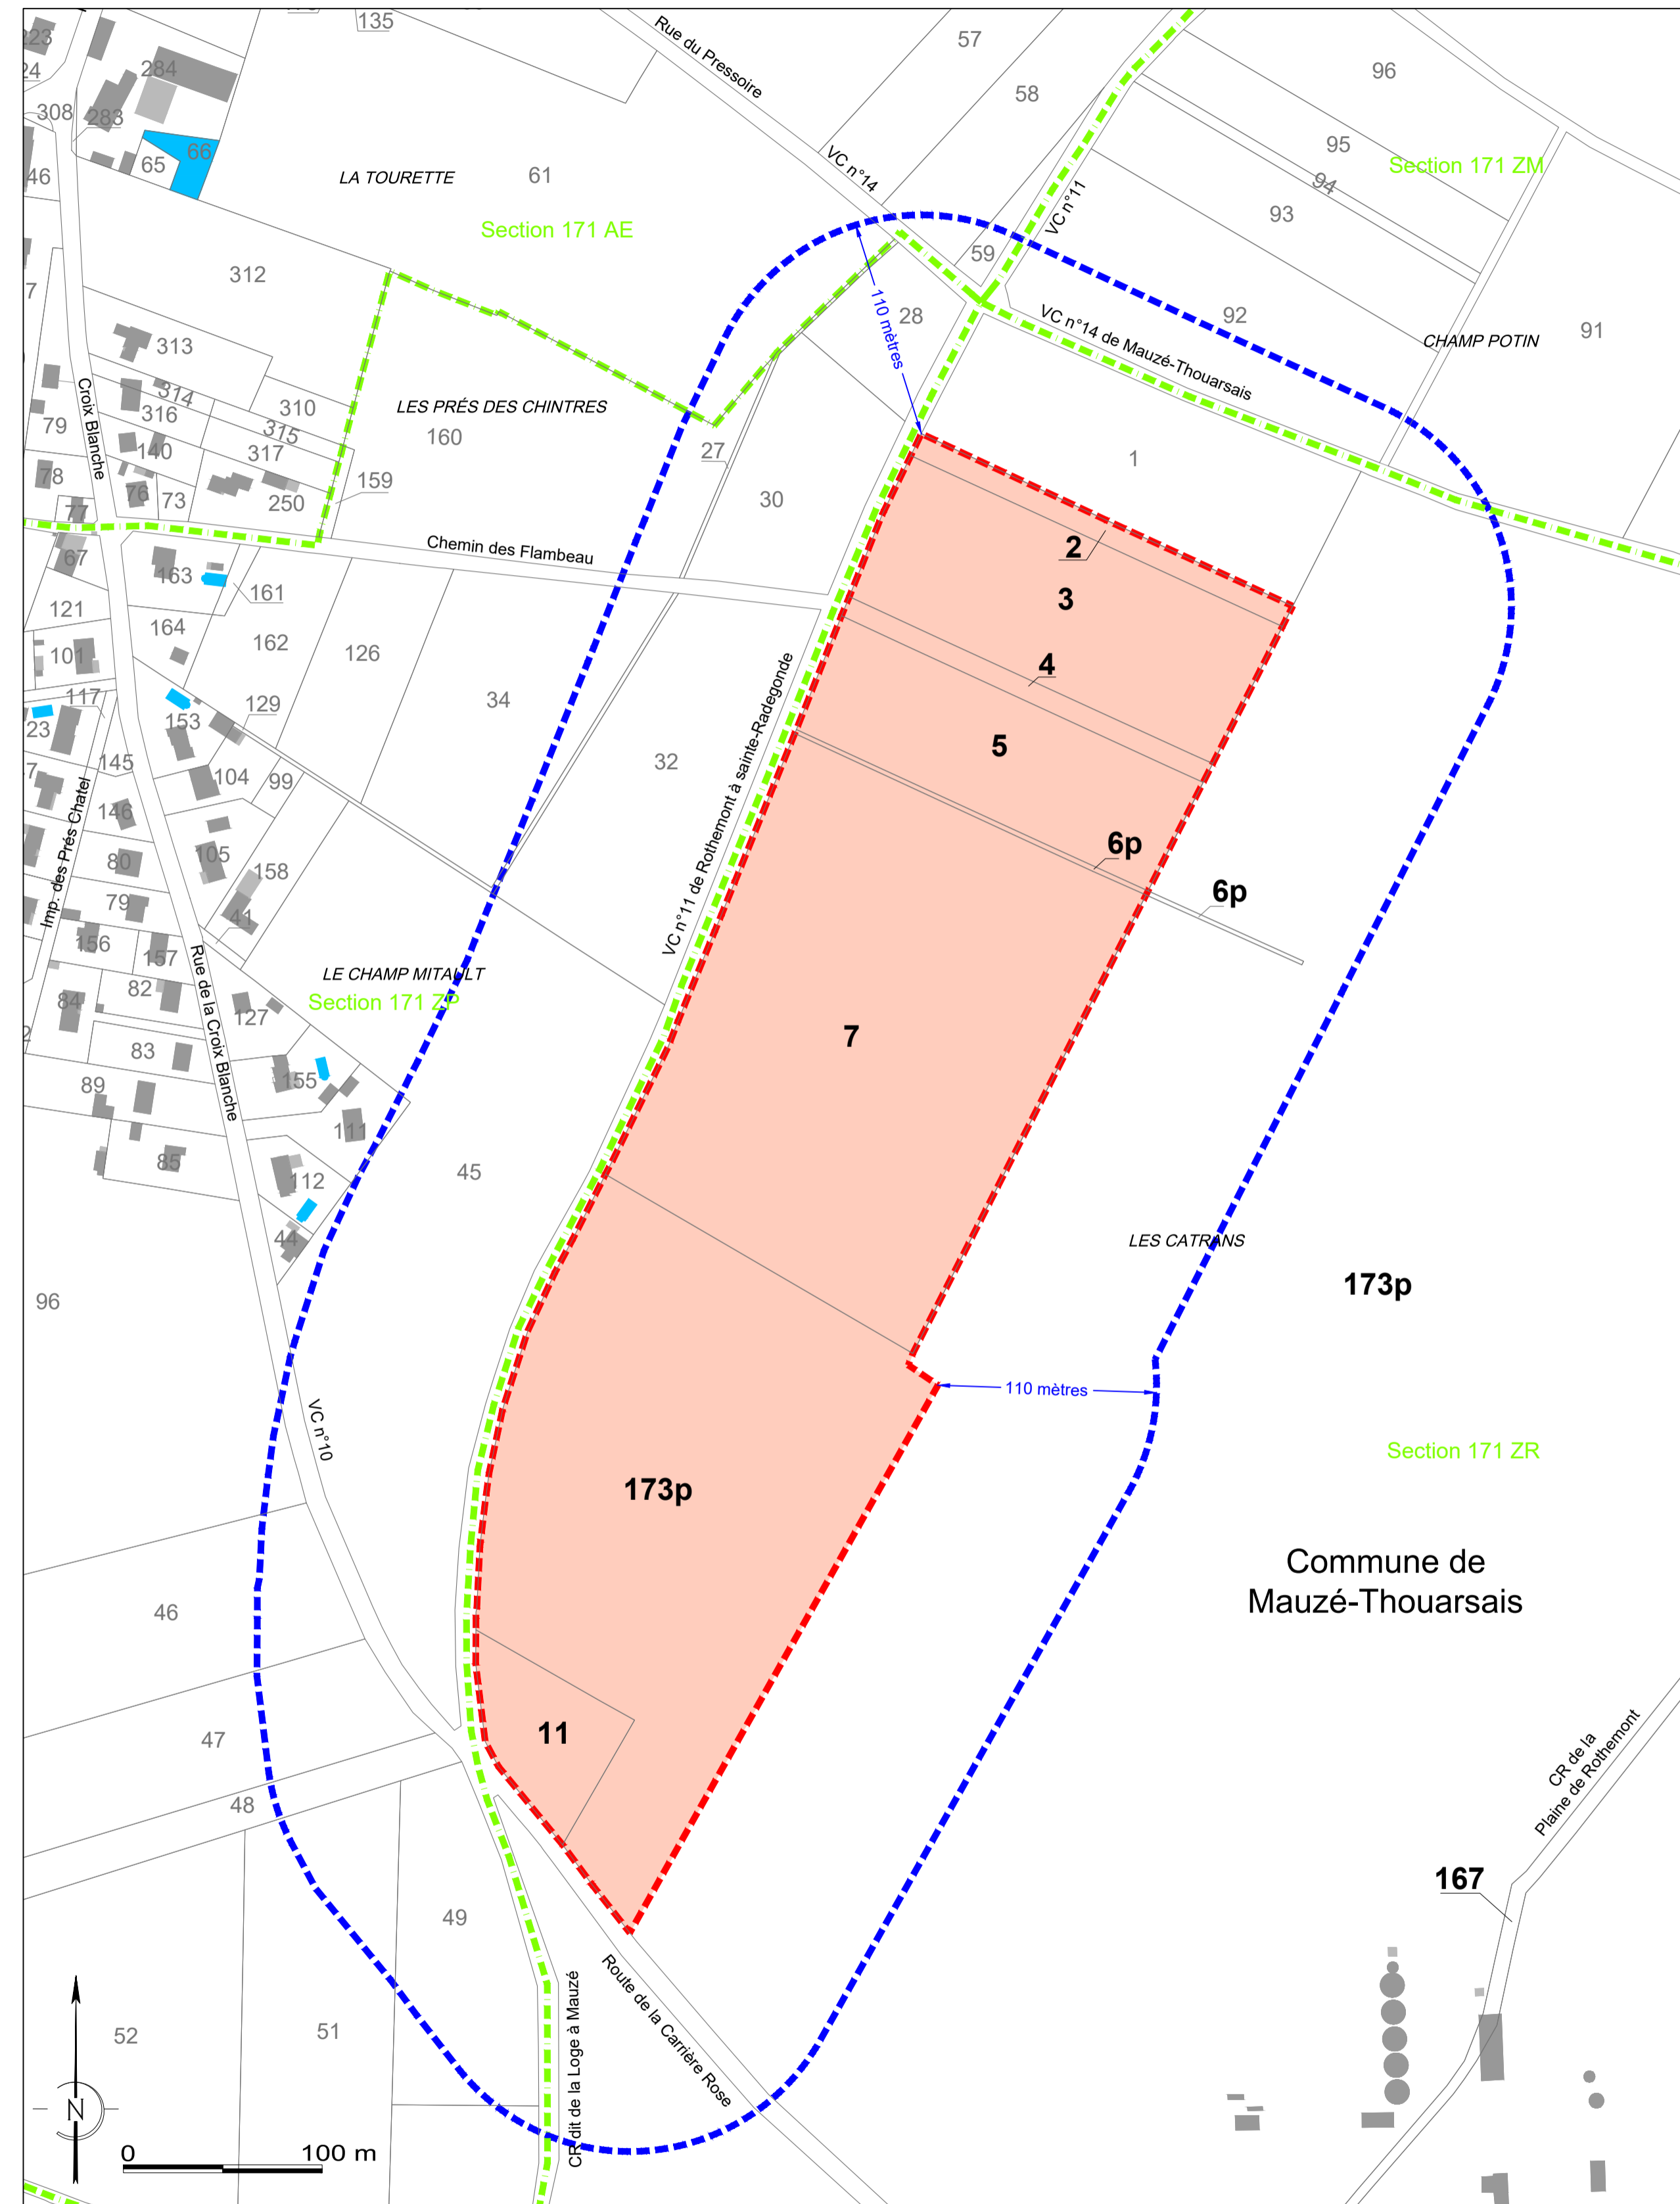 135
57
Rue du Pressoire
58
96
284
308
283
95
Section 171 ZM
94
VC n°14
65
66
46
LA TOURETTE
61
VC n°11
93
Section 171 AE
59
312
28
110 mètres
92
VC n°14 de Mauzé-Thouarsais
CHAMP POTIN
91
313
314
316
310
315
317
Croix Blanche
79
140
LES PRÉS DES CHINTRES
160
27
1
78
76
73
250
159
77
30
2
Chemin des Flambeau
67
163
161
3
121
164
162
126
101
4
34
117
129
153
23
5
32
145
104
99
VC n°11 de Rothemont à sainte-Radegonde
146
Imp. des Prés Chatel
80
105
158
6p
6p
79
41
156
157
LE CHAMP MITAULT
Section 171 ZP
82
84
127
Rue de la Croix Blanche
7
83
155
89
111
85
112
45
44
LES CATRANS
173p
96
110 mètres
VC n°10
Section 171 ZR
173p
Commune de
Mauzé-Thouarsais
46
47
11
48
CR de la
Plaine de Rothemont
167
49
Route de la Carrière Rose
CR dit de la Loge à Mauzé
52
51
N
0
100 m